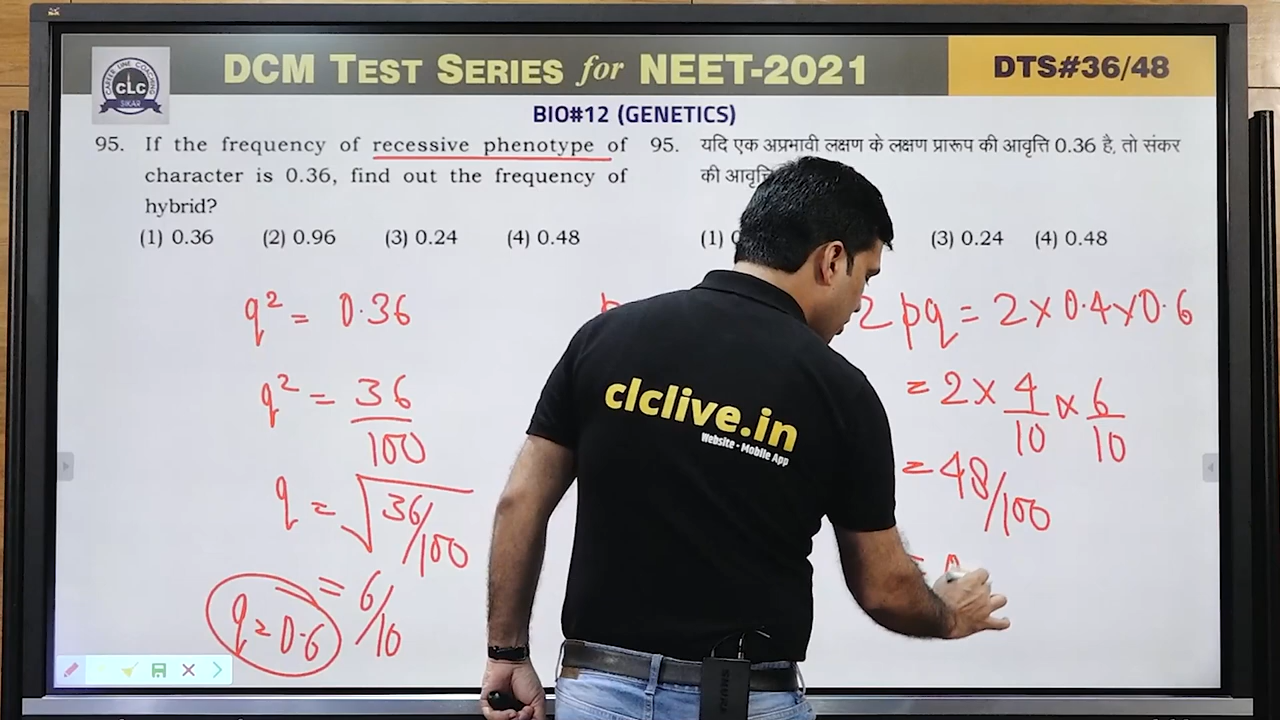 CAREER LINE COACHING
CLC
SIKAR
DCM TEST SERIES for NEET-2021
DTS#36/48
BIO#12 (GENETICS)
95. If the frequency of recessive phenotype of
character is 0.36, find out the frequency of
hybrid?
(1) 0.36 (2) 0.96 (3) 0.24 (4) 0.48
95. यदि एक अप्रभावी लक्षण के लक्षण प्रारूप की आवृत्ति 0.36 है, तो संकर
की आवृत्ति
(1) (3) 0.24 (4) 0.48
q² = 0.36
q² = 36/100
q = √36/100
= 6/10
q = 0.6
2pq = 2 × 0.4 × 0.6
= 2 × 4/10 × 6/10
= 48/100
=
clclive.in
Website - Mobile App